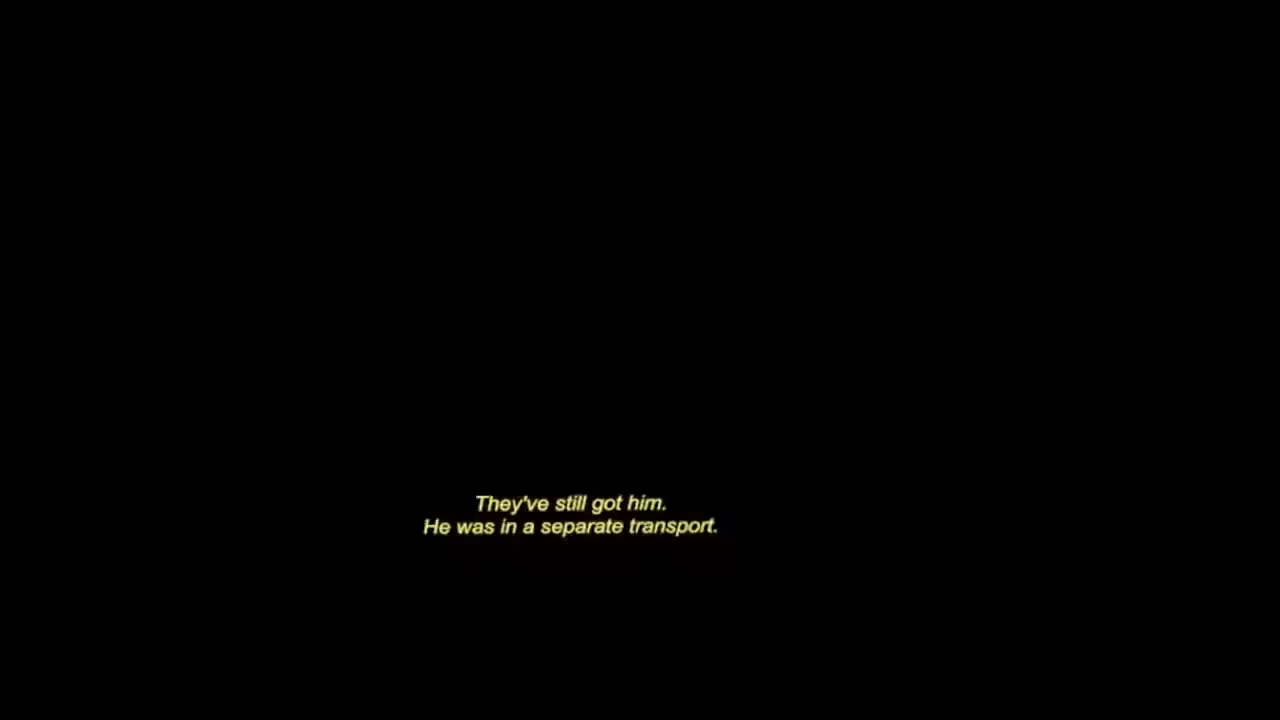 They've still got him.
He was in a separate transport.